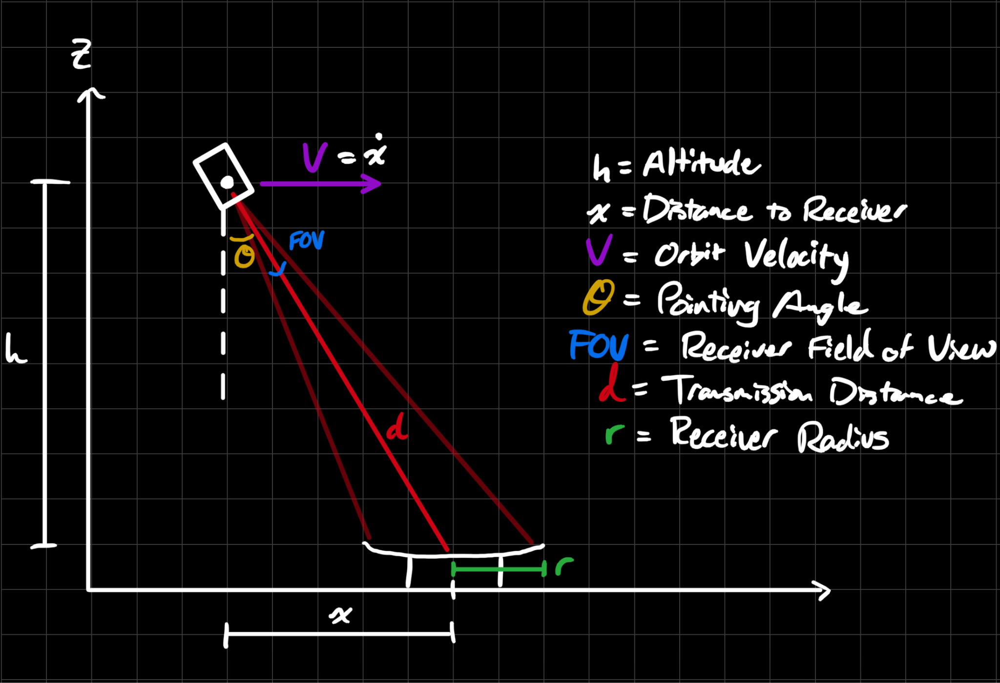 z
V = ẋ
h = Altitude
x = Distance to Receiver
V = Orbit Velocity
θ = Pointing Angle
FOV = Receiver Field of View
d = Transmission Distance
r = Receiver Radius
FOV
θ
h
d
r
x